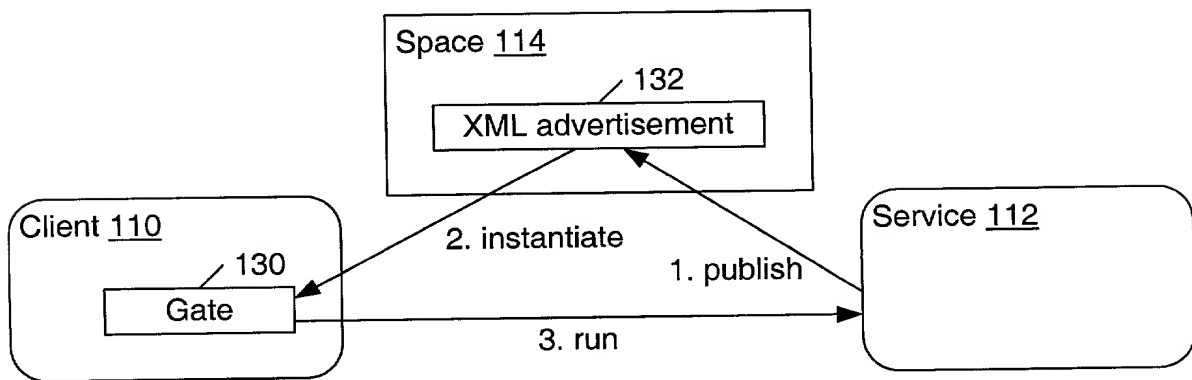 Space 114
132
XML advertisement
Client 110
Service 112
2. instantiate
130
1. publish
Gate
3. run